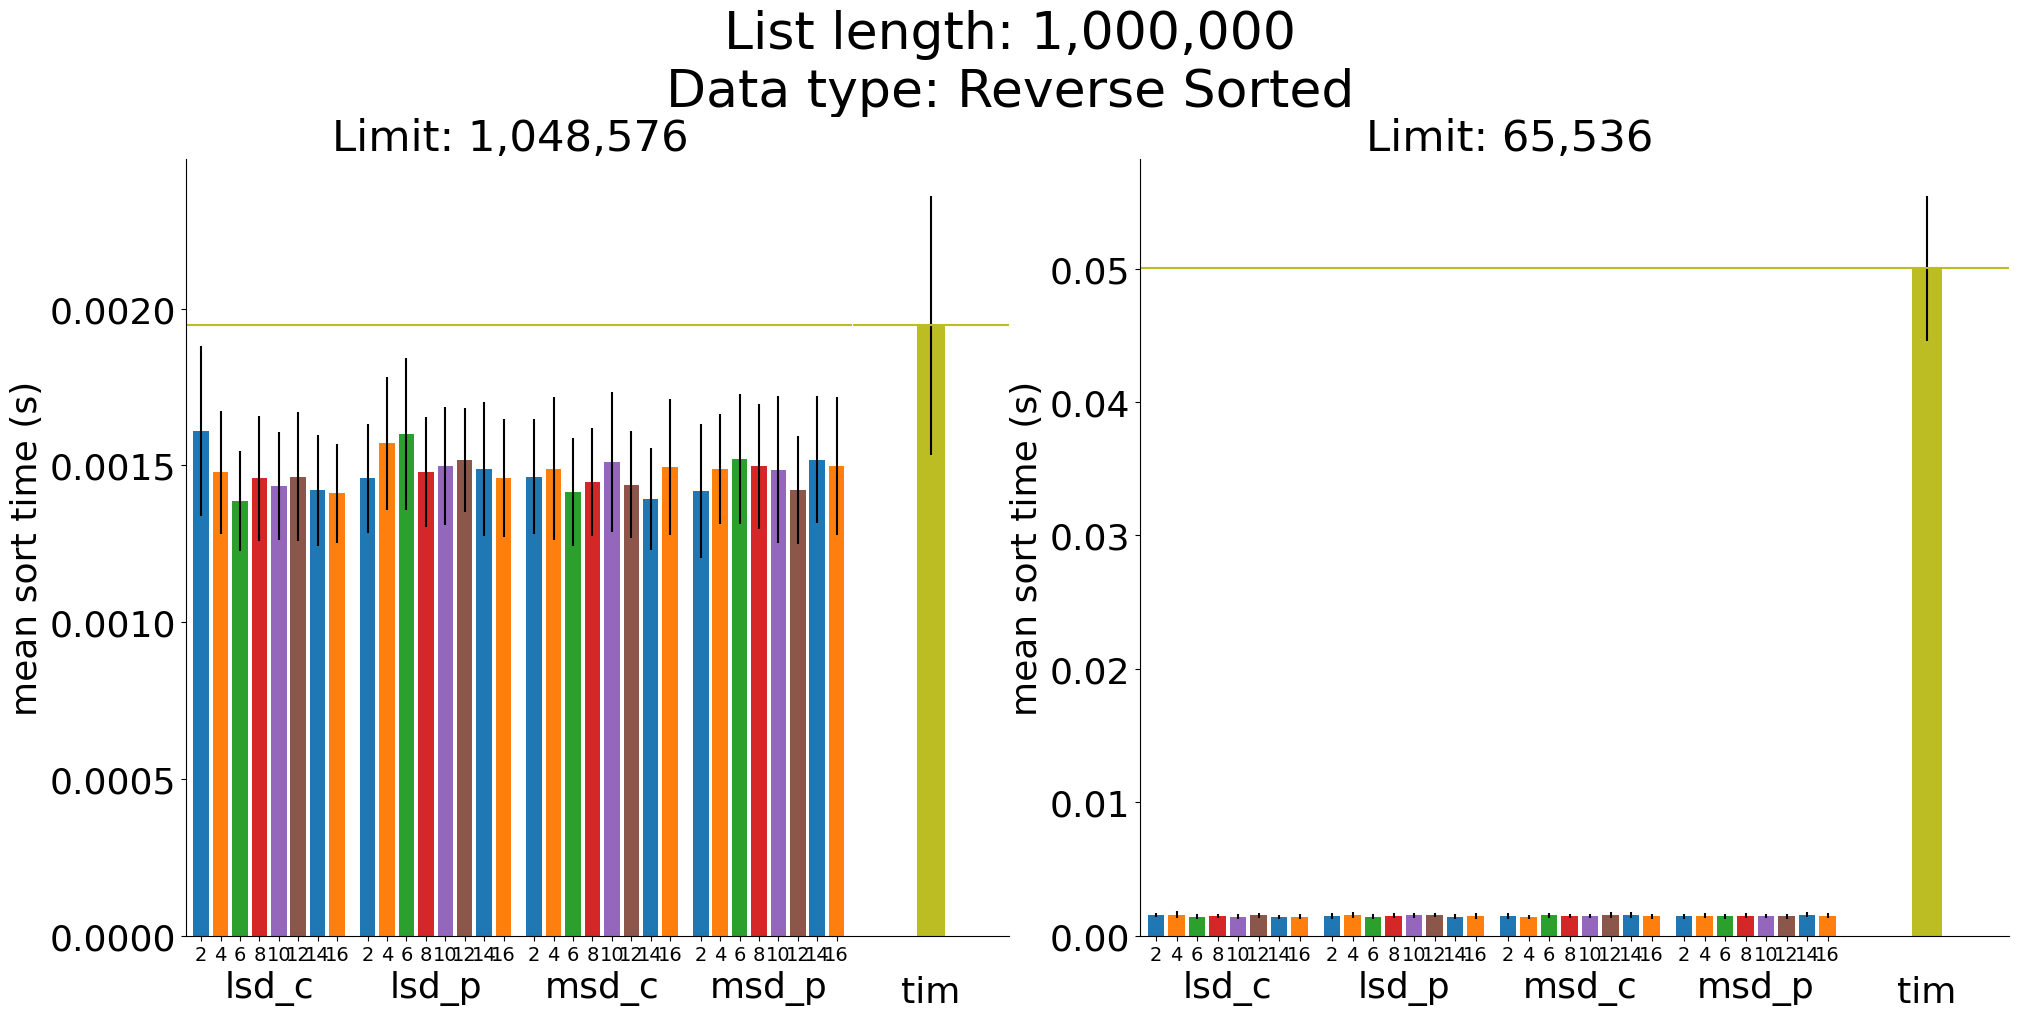 List length: 1,000,000
Data type: Reverse Sorted
Limit: 1,048,576
mean sort time (s)
0.0020
0.0015
0.0010
0.0005
0.0000
2 4 6 8 10 12 14 16 2 4 6 8 10 12 14 16 2 4 6 8 10 12 14 16 2 4 6 8 10 12 14 16
lsd_c lsd_p msd_c msd_p tim
Limit: 65,536
mean sort time (s)
0.05
0.04
0.03
0.02
0.01
0.00
2 4 6 8 10 12 14 16 2 4 6 8 10 12 14 16 2 4 6 8 10 12 14 16 2 4 6 8 10 12 14 16
lsd_c lsd_p msd_c msd_p tim